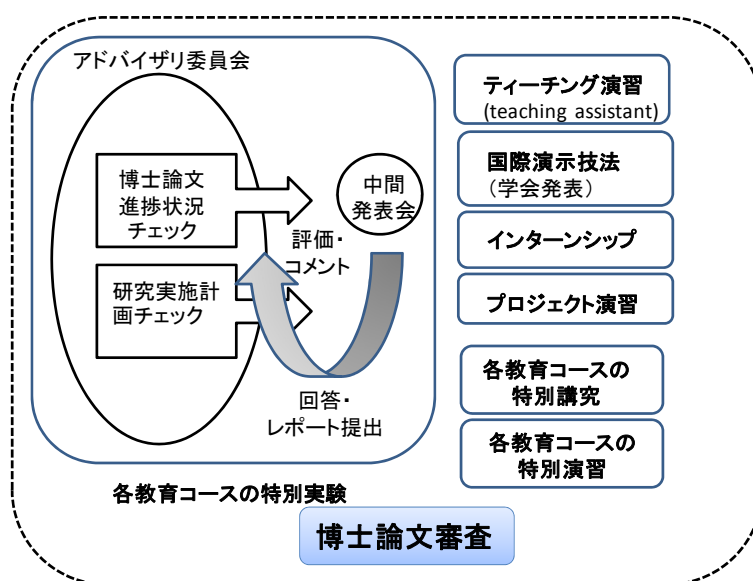 アドバイザリ委員会
博士論文
進捗状況
チェック
中間
発表会
評価・
コメント
研究実施計
画チェック
回答・
レポート提出
各教育コースの特別実験
ティーチング演習
(teaching assistant)
国際演示技法
（学会発表）
インターンシップ
プロジェクト演習
各教育コースの
特別講究
各教育コースの
特別演習
博士論文審査